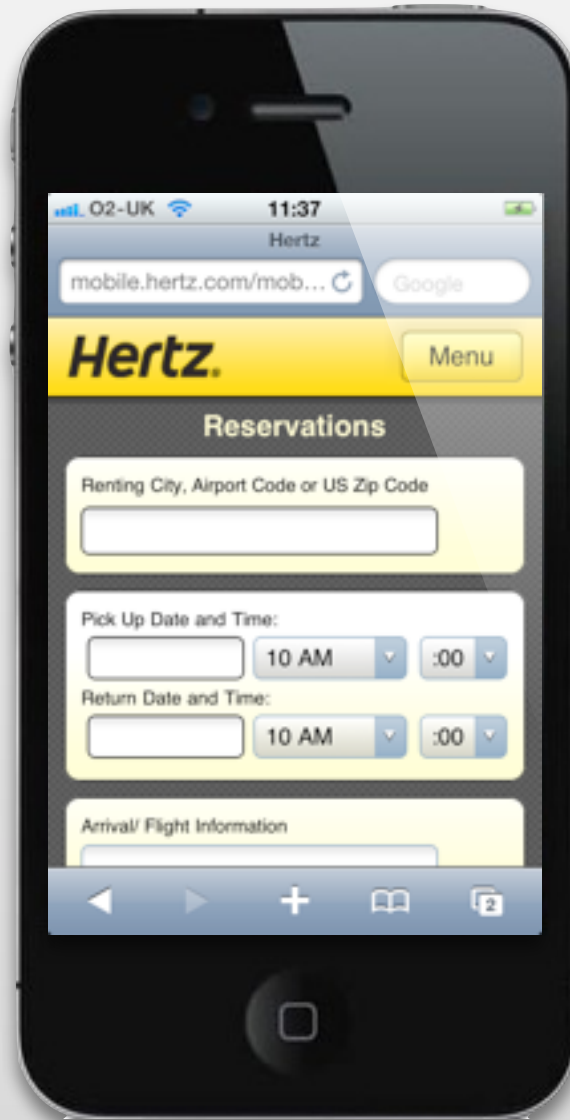 O2-UK 11:37
Hertz
mobile.hertz.com/mob... Google
Hertz. Menu
Reservations
Renting City, Airport Code or US Zip Code
Pick Up Date and Time:
10 AM :00
Return Date and Time:
10 AM :00
Arrival/ Flight Information
2